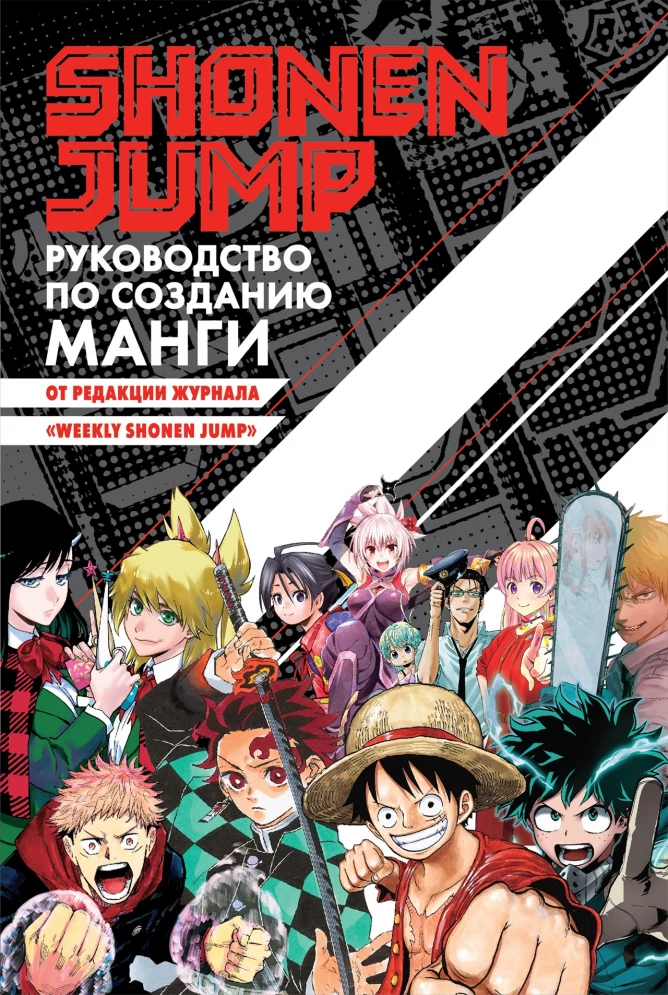 SHONEN
JUMP
РУКОВОДСТВО
ПО СОЗДАНИЮ
МАНГИ
ОТ РЕДАКЦИИ ЖУРНАЛА
«WEEKLY SHONEN JUMP»